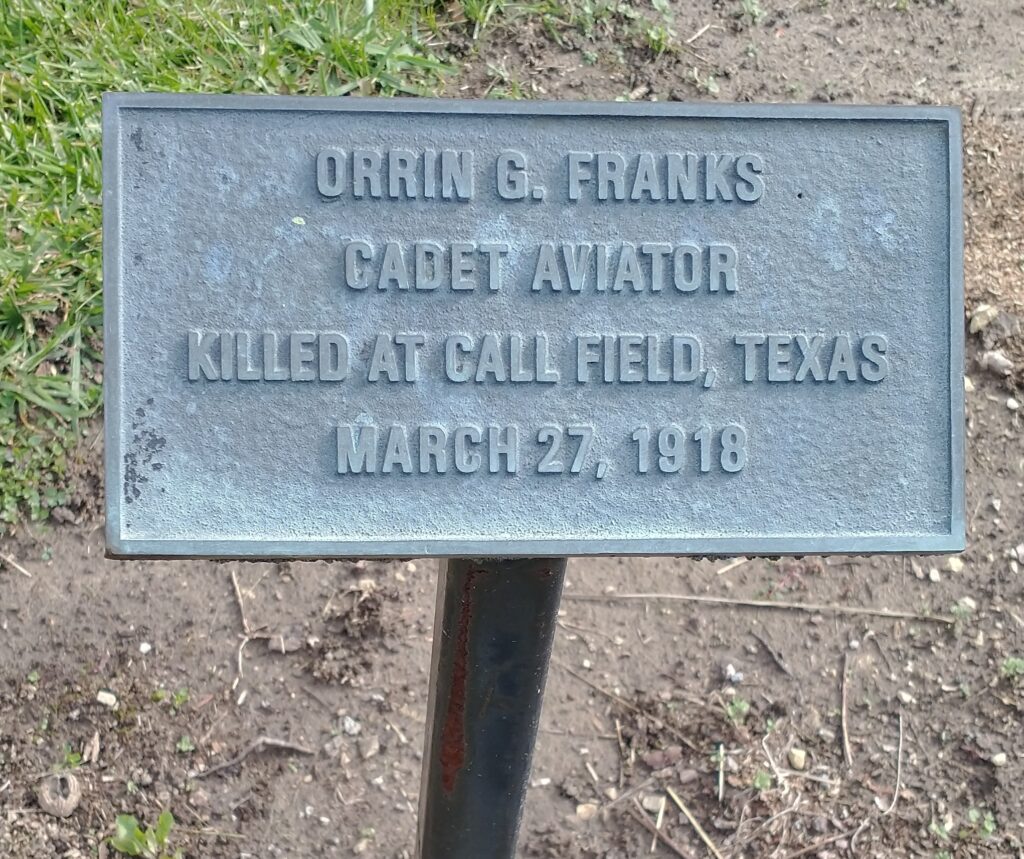 ORRIN G. FRANKS
CADET AVIATOR
KILLED AT CALL FIELD, TEXAS
MARCH 27, 1918